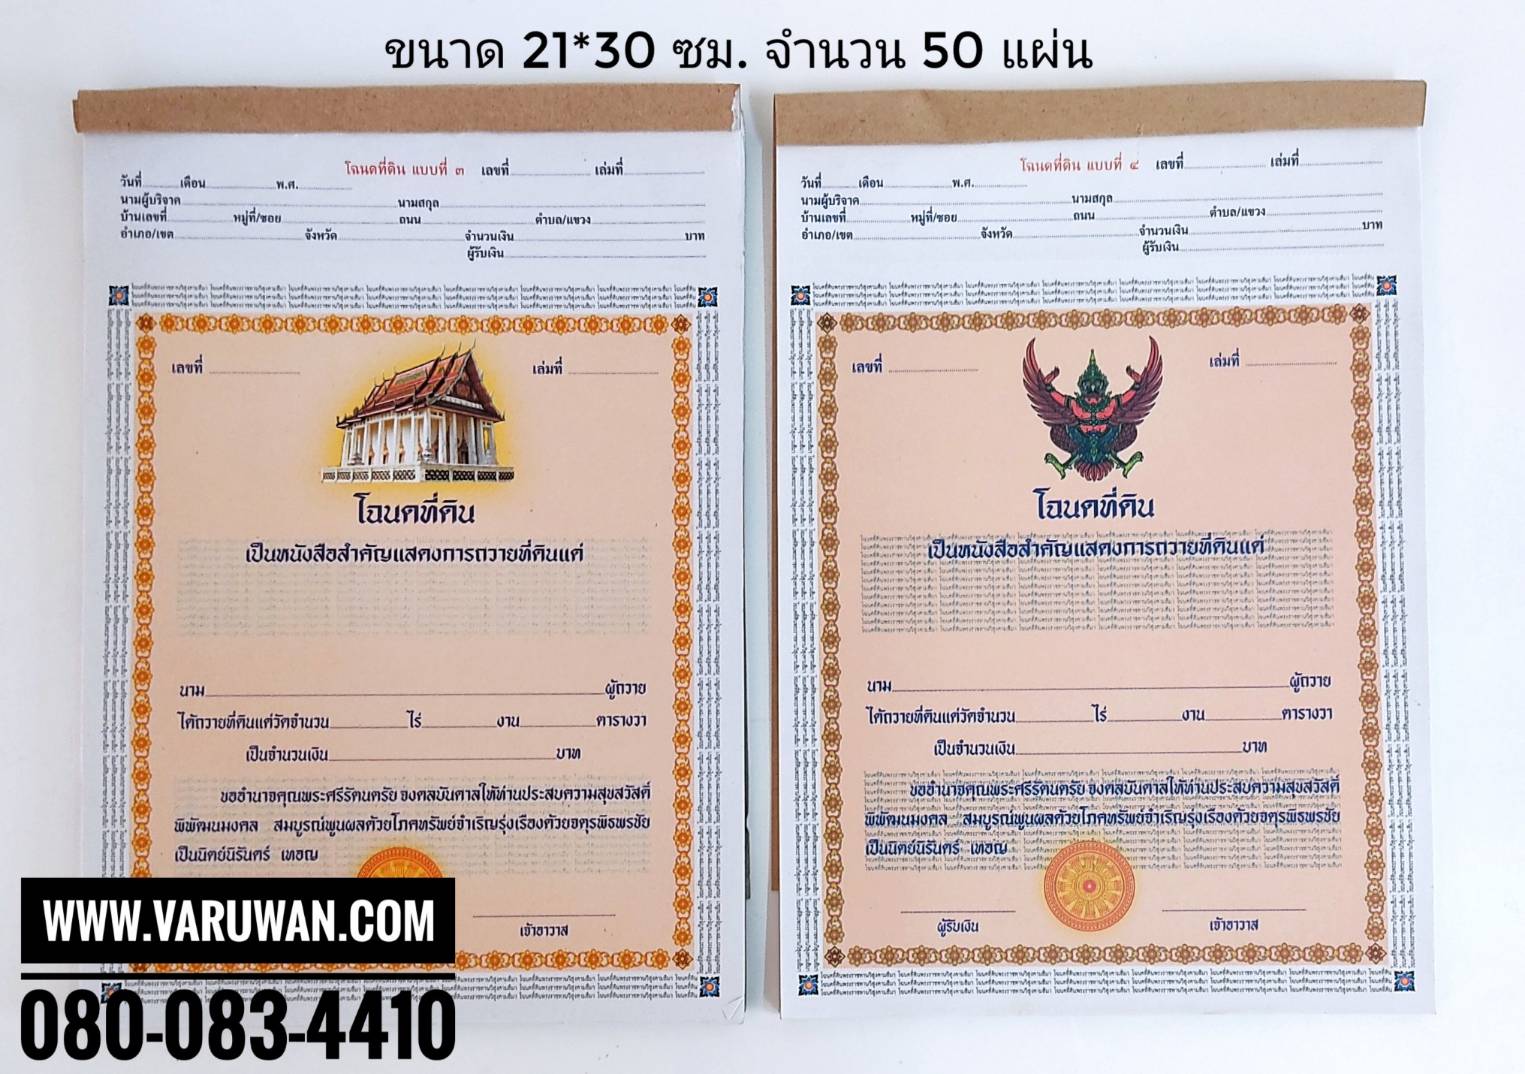 ขนาด 21*30 ซม. จำนวน 50 แผ่น
โฉนดที่ดิน แบบที่ ๓ เลขที่ เล่มที่
วันที่ เดือน พ.ศ.
นามผู้บริจาค นามสกุล
บ้านเลขที่ หมู่ที่/ซอย ถนน ตำบล/แขวง
อำเภอ/เขต จังหวัด จำนวนเงิน บาท
ผู้รับเงิน
เลขที่ เล่มที่
โฉนดที่ดิน
เป็นหนังสือสำคัญแสดงการถวายที่ดินแด่
นาม ผู้ถวาย
ได้ถวายที่ดินแด่วัดจำนวน ไร่ งาน ตารางวา
เป็นจำนวนเงิน บาท
ขออำนาจคุณพระศรีรัตนตรัย จงดลบันดาลให้ท่านประสบความสุขสวัสดิ์
พิพัฒนมงคล สมบูรณ์พูนผลด้วยโภคทรัพย์จำเริญรุ่งเรืองด้วยจตุรพิธพรชัย
เป็นนิตย์นิรันดร์ เทอญ
เจ้าอาวาส
โฉนดที่ดิน แบบที่ ๔ เลขที่ เล่มที่
วันที่ เดือน พ.ศ.
นามผู้บริจาค นามสกุล
บ้านเลขที่ หมู่ที่/ซอย ถนน ตำบล/แขวง
อำเภอ/เขต จังหวัด จำนวนเงิน บาท
ผู้รับเงิน
เลขที่ เล่มที่
โฉนดที่ดิน
เป็นหนังสือสำคัญแสดงการถวายที่ดินแด่
นาม ผู้ถวาย
ได้ถวายที่ดินแด่วัดจำนวน ไร่ งาน ตารางวา
เป็นจำนวนเงิน บาท
ขออำนาจคุณพระศรีรัตนตรัย จงดลบันดาลให้ท่านประสบความสุขสวัสดิ์
พิพัฒนมงคล สมบูรณ์พูนผลด้วยโภคทรัพย์จำเริญรุ่งเรืองด้วยจตุรพิธพรชัย
เป็นนิตย์นิรันดร์ เทอญ
ผู้รับเงิน เจ้าอาวาส
WWW.VARUWAN.COM
080-083-4410